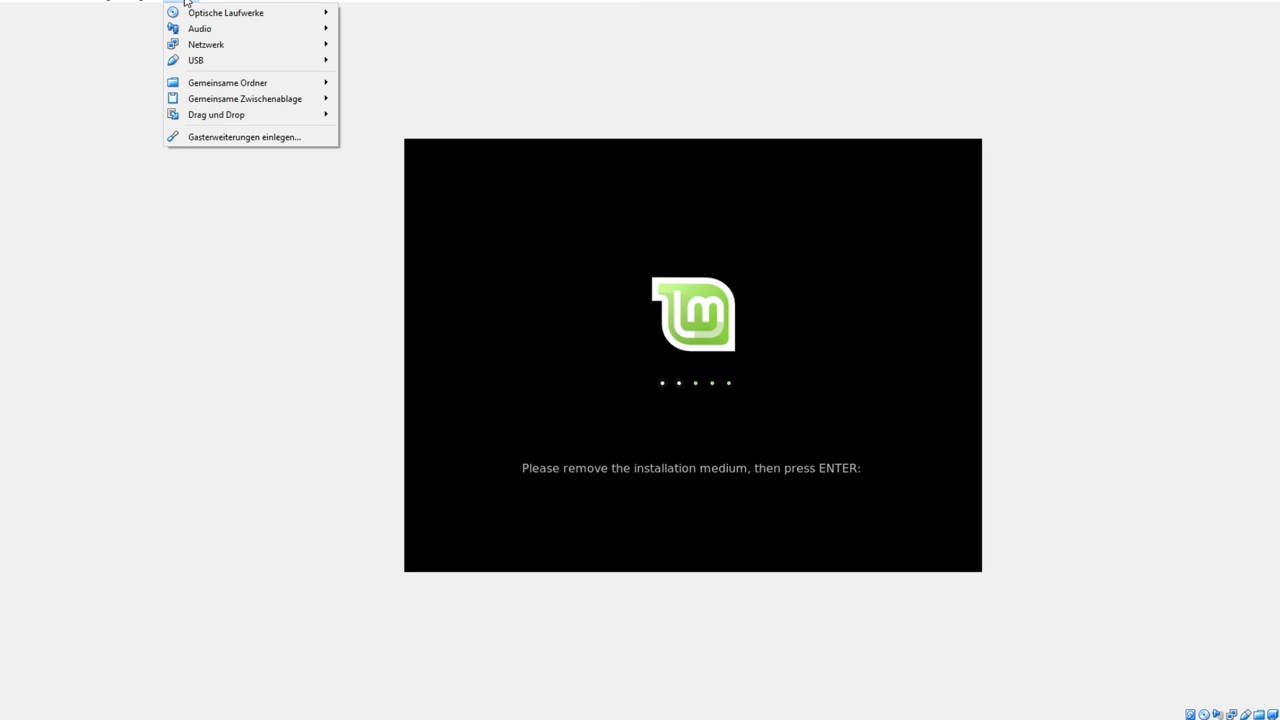 Optische Laufwerke
Audio
Netzwerk
USB
Gemeinsame Ordner
Gemeinsame Zwischenablage
Drag und Drop
Gasterweiterungen einlegen...
lm
Please remove the installation medium, then press ENTER: